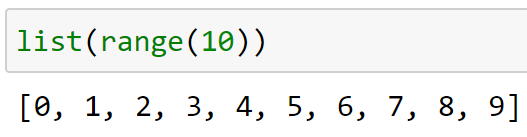 list(range(10))
[0, 1, 2, 3, 4, 5, 6, 7, 8, 9]